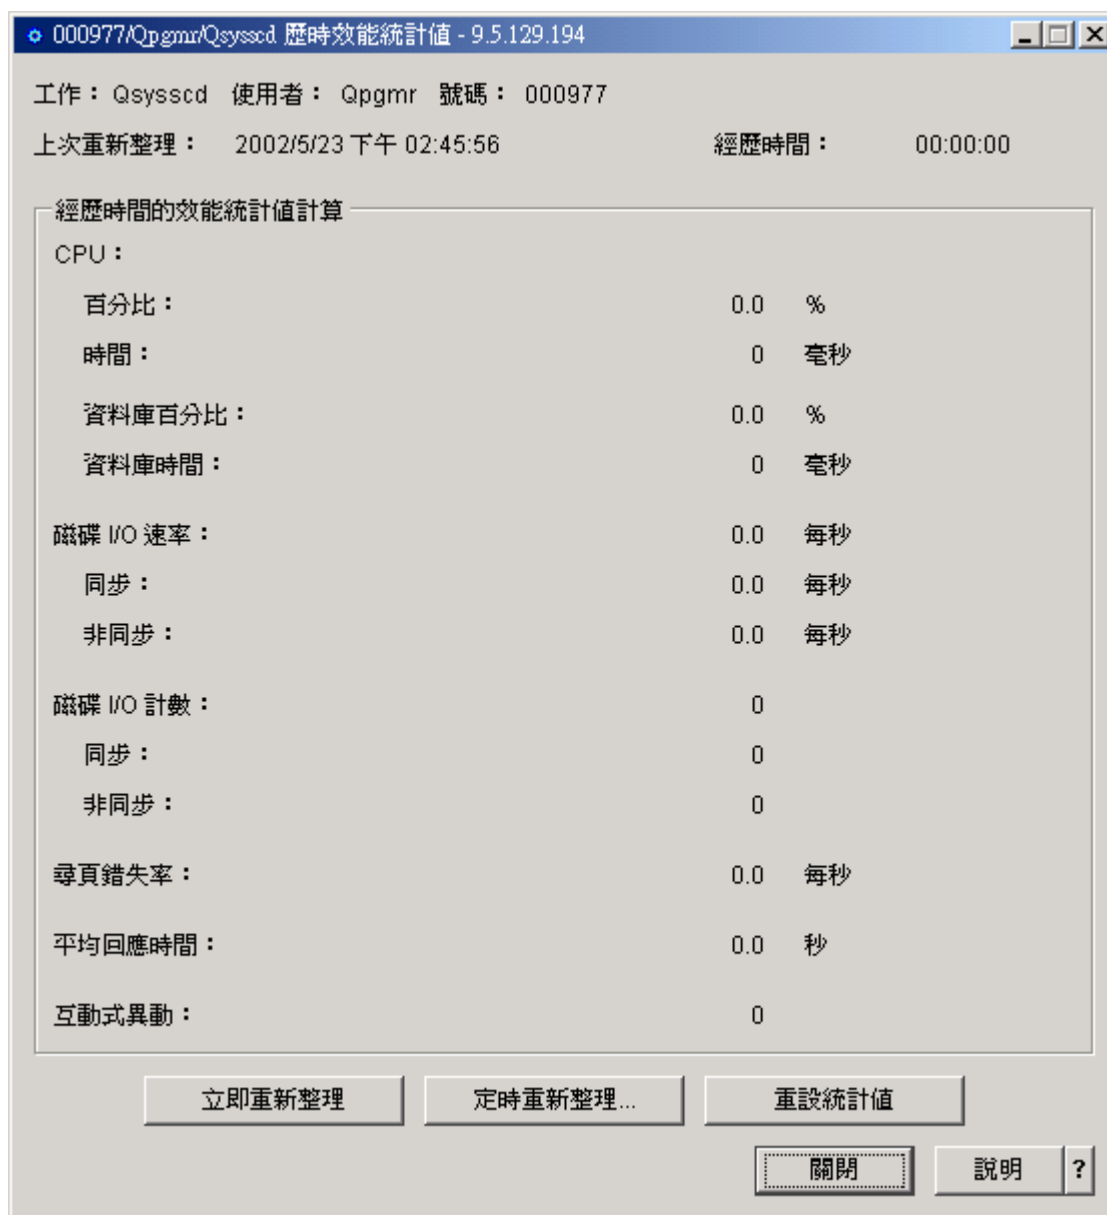 000977/Qpgmr/Qsysscd 歷時效能統計值 - 9.5.129.194
工作： Qsysscd 使用者： Qpgmr 號碼： 000977
上次重新整理： 2002/5/23 下午 02:45:56 經歷時間： 00:00:00
經歷時間的效能統計值計算
CPU：
百分比： 0.0 %
時間： 0 毫秒
資料庫百分比： 0.0 %
資料庫時間： 0 毫秒
磁碟 I/O 速率： 0.0 每秒
同步： 0.0 每秒
非同步： 0.0 每秒
磁碟 I/O 計數： 0
同步： 0
非同步： 0
尋頁錯失率： 0.0 每秒
平均回應時間： 0.0 秒
互動式異動： 0
立即重新整理 定時重新整理... 重設統計值
關閉 說明 ?